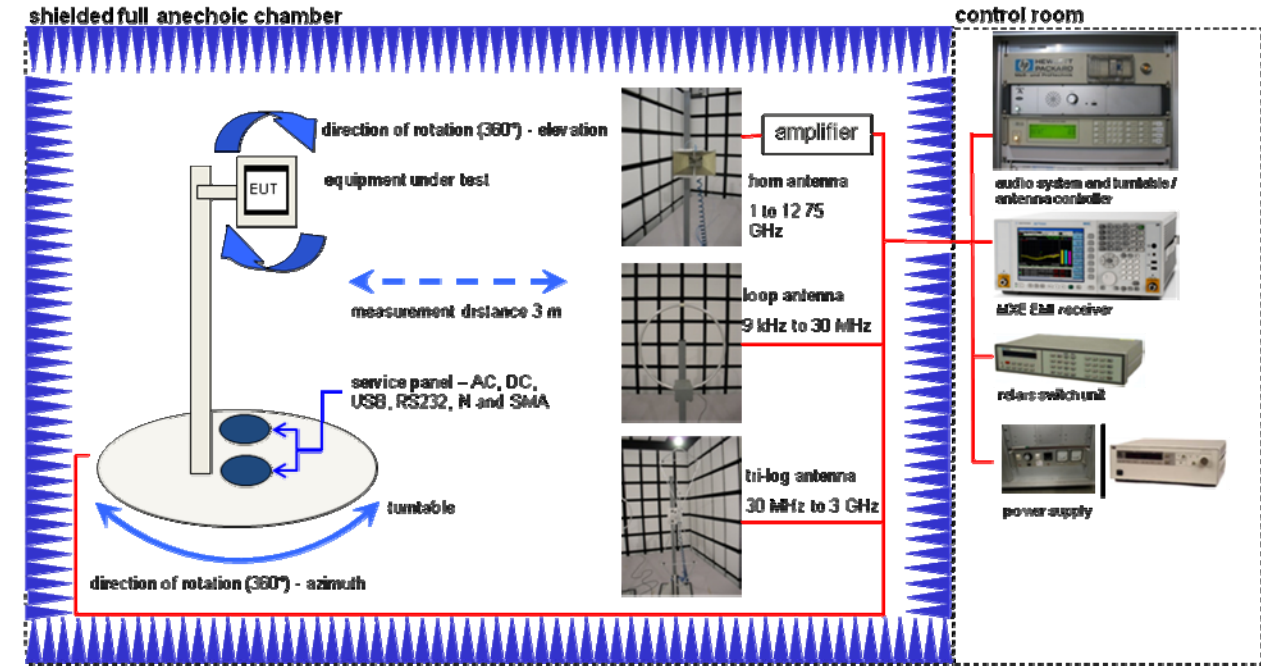 shielded full anechoic chamber
control room
direction of rotation (360°) - elevation
equipment under test
EUT
measurement distance 3 m
service panel – AC, DC,
USB, RS232, N and SMA
turntable
direction of rotation (360°) - azimuth
amplifier
horn antenna
1 to 12 75
GHz
loop antenna
9 kHz to 30 MHz
tri-log antenna
30 MHz to 3 GHz
HEWLETT
PACKARD
audio system and turntable /
antenna controller
MXE EMI receiver
relais switch unit
power supply